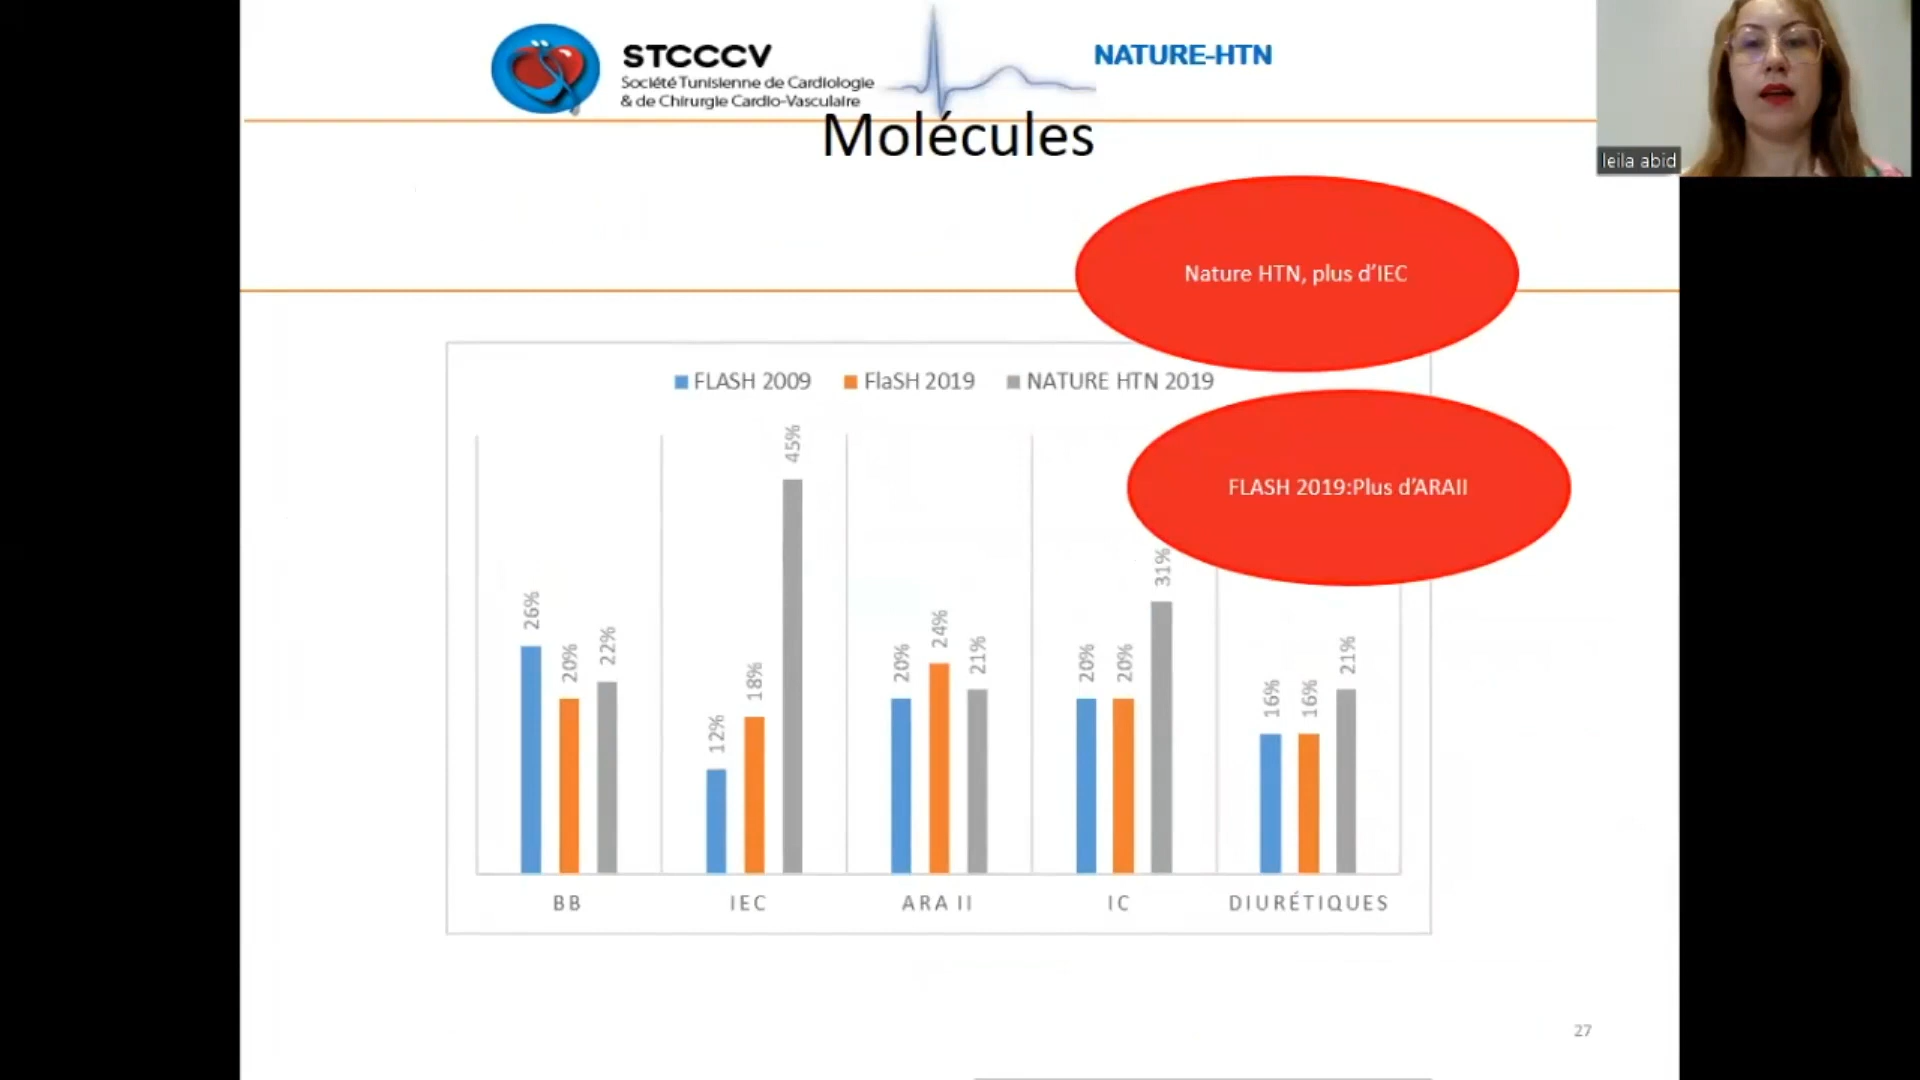 STCCCV
Société Tunisienne de Cardiologie
& de Chirurgie Cardio-Vasculaire
NATURE-HTN
leila abid
Molécules
Nature HTN, plus d'IEC
FLASH 2009 FlaSH 2019 NATURE HTN 2019
FLASH 2019:Plus d'ARAII
26% 20% 22%
12% 18% 45%
20% 24% 21%
20% 20% 31%
16% 16% 21%
BB IEC ARA II IC DIURÉTIQUES
27